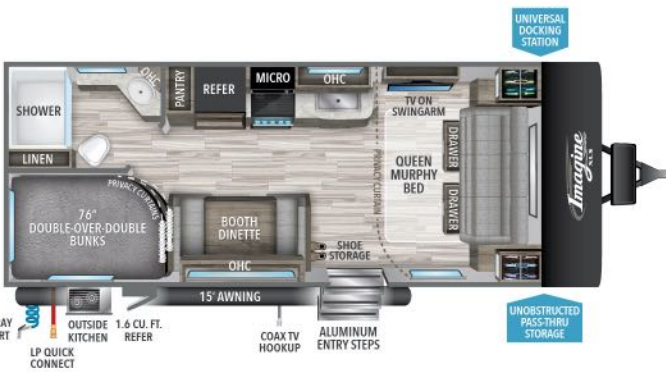 UNIVERSAL
DOCKING
STATION
OHC
PANTRY
REFER
MICRO
OHC
SHOWER
TV ON
SWINGARM
LINEN
PRIVACY CURTAINS
76"
DOUBLE-OVER-DOUBLE
BUNKS
BOOTH
DINETTE
OHC
PRIVACY CURTAIN
QUEEN
MURPHY
BED
DRAWER
DRAWER
Imagine
XLS
SHOE
STORAGE
15' AWNING
OUTSIDE
KITCHEN
1.6 CU. FT.
REFER
LP QUICK
CONNECT
COAX TV
HOOKUP
ALUMINUM
ENTRY STEPS
UNOBSTRUCTED
PASS-THRU
STORAGE